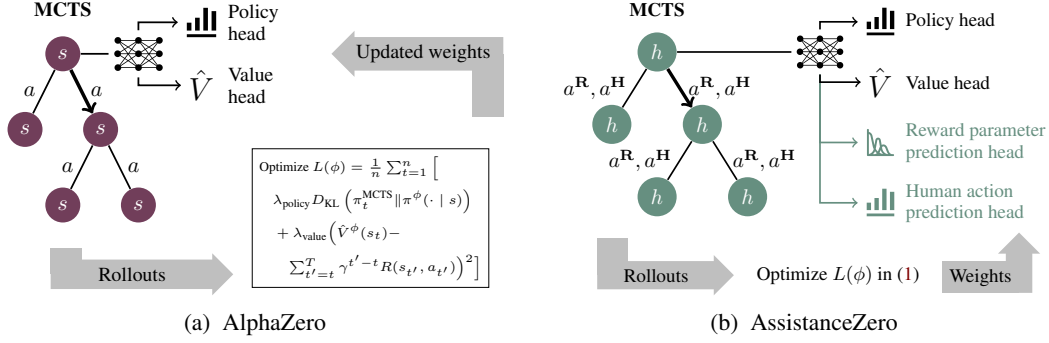 MCTS
s
Policy
head
V̂
Value
head
a
a
s
s
a
a
s
s
Updated weights
Optimize L(ϕ) = 1/n ∑ₜ₌₁ⁿ [
λ_policy D_KL (π_t^MCTS ‖ π^ϕ(· | s))
+ λ_value (V̂^ϕ(s_t) −
∑_{t'=t}^T γ^{t'−t} R(s_{t'}, a_{t'}))² ]
Rollouts
(a) AlphaZero
MCTS
h
Policy head
V̂ Value head
a^R, a^H
a^R, a^H
h
h
a^R, a^H
a^R, a^H
h
h
Reward parameter
prediction head
Human action
prediction head
Rollouts
Optimize L(ϕ) in (1)
Weights
(b) AssistanceZero